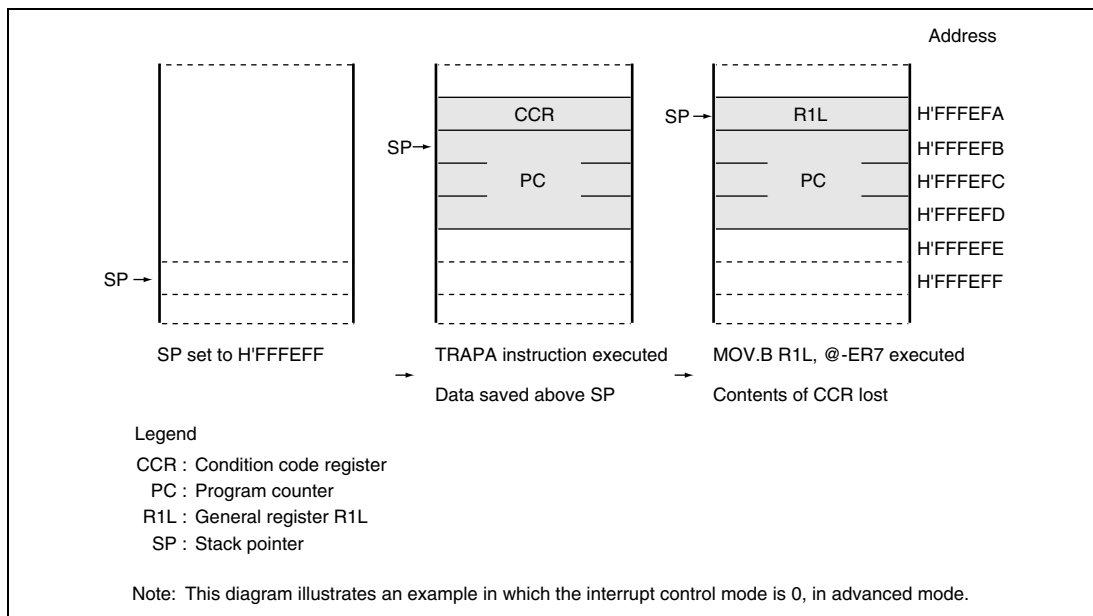 Address
CCR
SP
R1L
H'FFFEFA
SP
H'FFFEFB
PC
PC
H'FFFEFC
H'FFFEFD
H'FFFEFE
SP
H'FFFEFF
SP set to H'FFFEFF
TRAPA instruction executed
MOV.B R1L, @-ER7 executed
Data saved above SP
Contents of CCR lost
Legend
CCR : Condition code register
PC : Program counter
R1L : General register R1L
SP : Stack pointer
Note: This diagram illustrates an example in which the interrupt control mode is 0, in advanced mode.